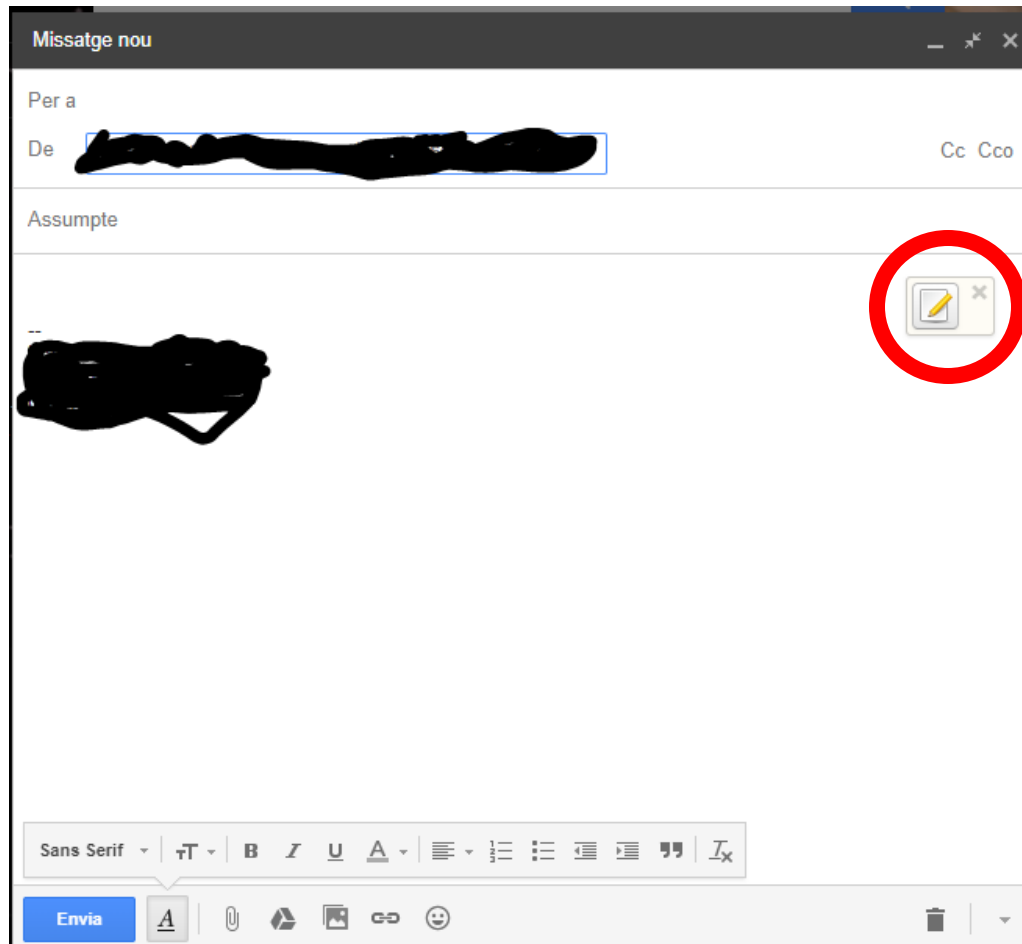 Missatge nou
Per a
De
Cc Cco
Assumpte
--
Sans Serif
Envia